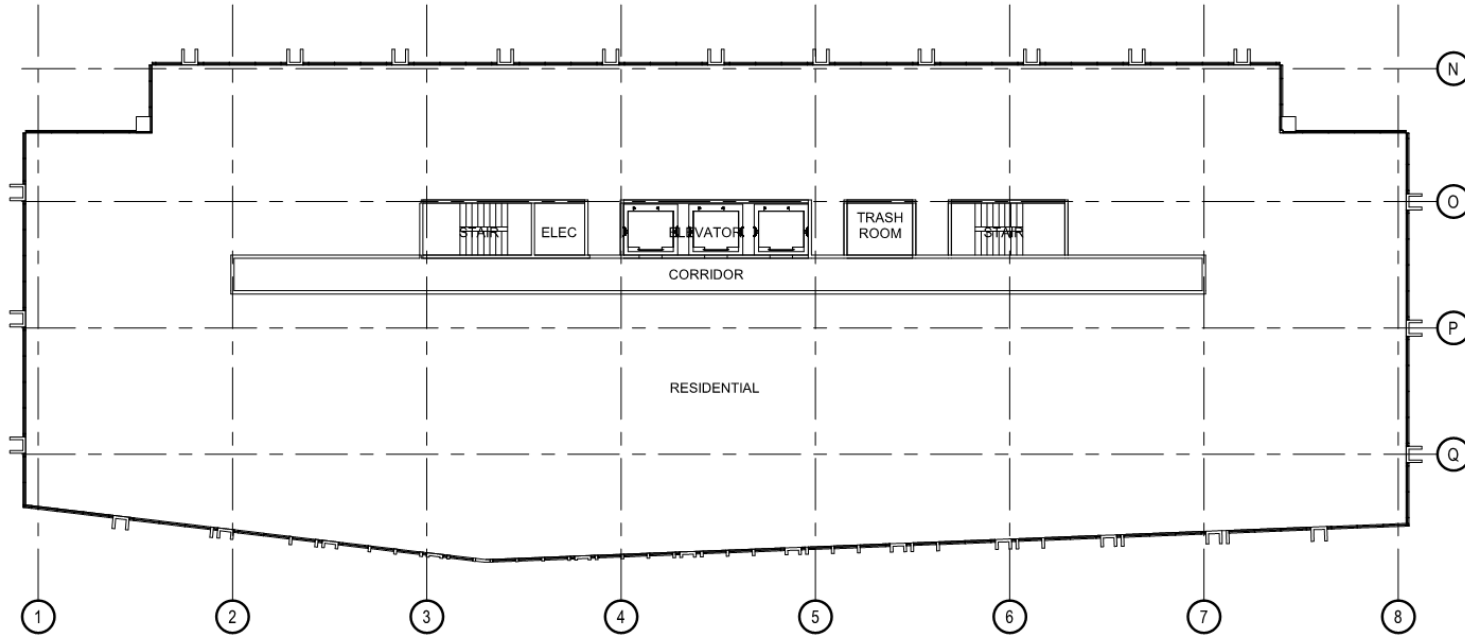 N
O
TRASH
ROOM
STAIR
ELEC
ELEVATOR
STAIR
CORRIDOR
P
RESIDENTIAL
Q
1
2
3
4
5
6
7
8